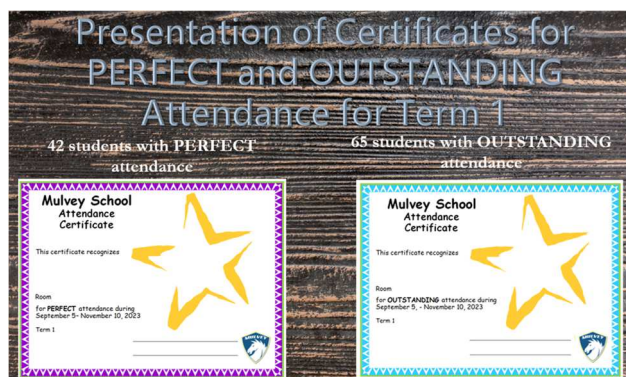 Presentation of Certificates for
PERFECT and OUTSTANDING
Attendance for Term 1
42 students with PERFECT
attendance
65 students with OUTSTANDING
attendance
Mulvey School
Attendance
Certificate
This certificate recognizes
Room
for PERFECT attendance during
September 5- November 10, 2023
Term 1
MULVEY
Mulvey School
Attendance
Certificate
This certificate recognizes
Room
for OUTSTANDING attendance during
September 5, - November 10, 2023
Term 1
MULVEY